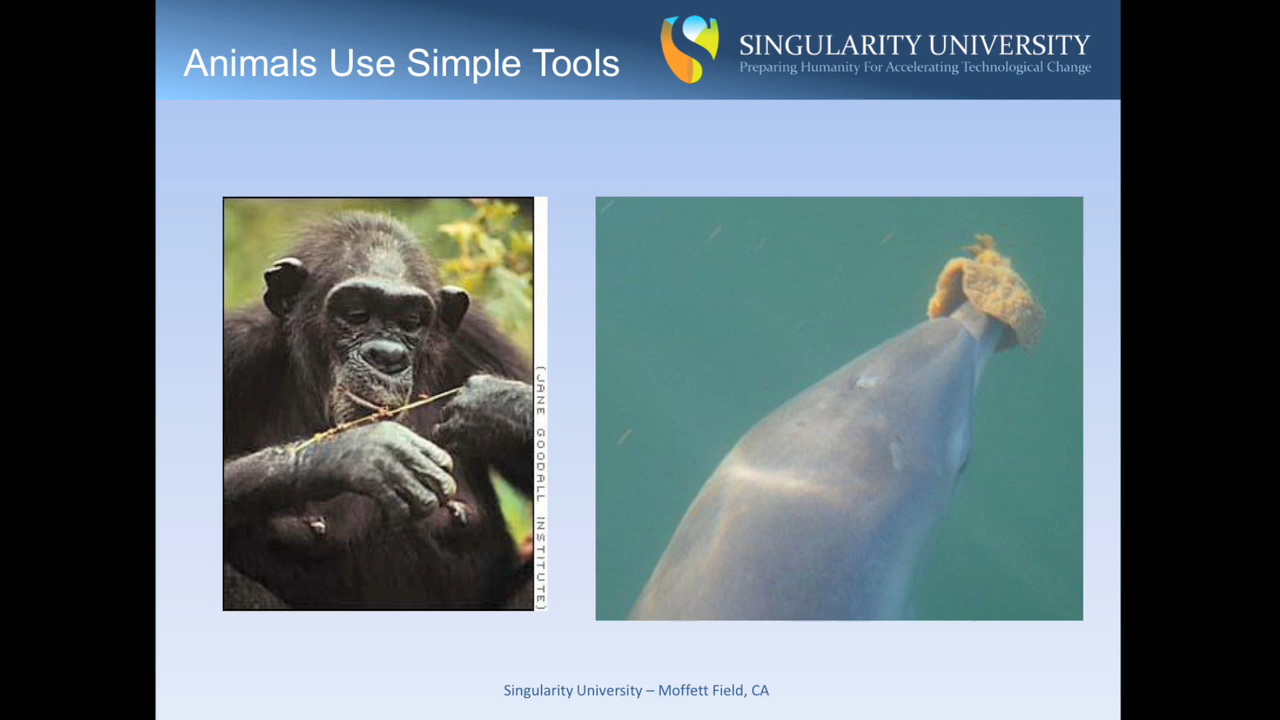 Animals Use Simple Tools
SINGULARITY UNIVERSITY
Preparing Humanity For Accelerating Technological Change
(JANE GOODALL INSTITUTE)
Singularity University – Moffett Field, CA